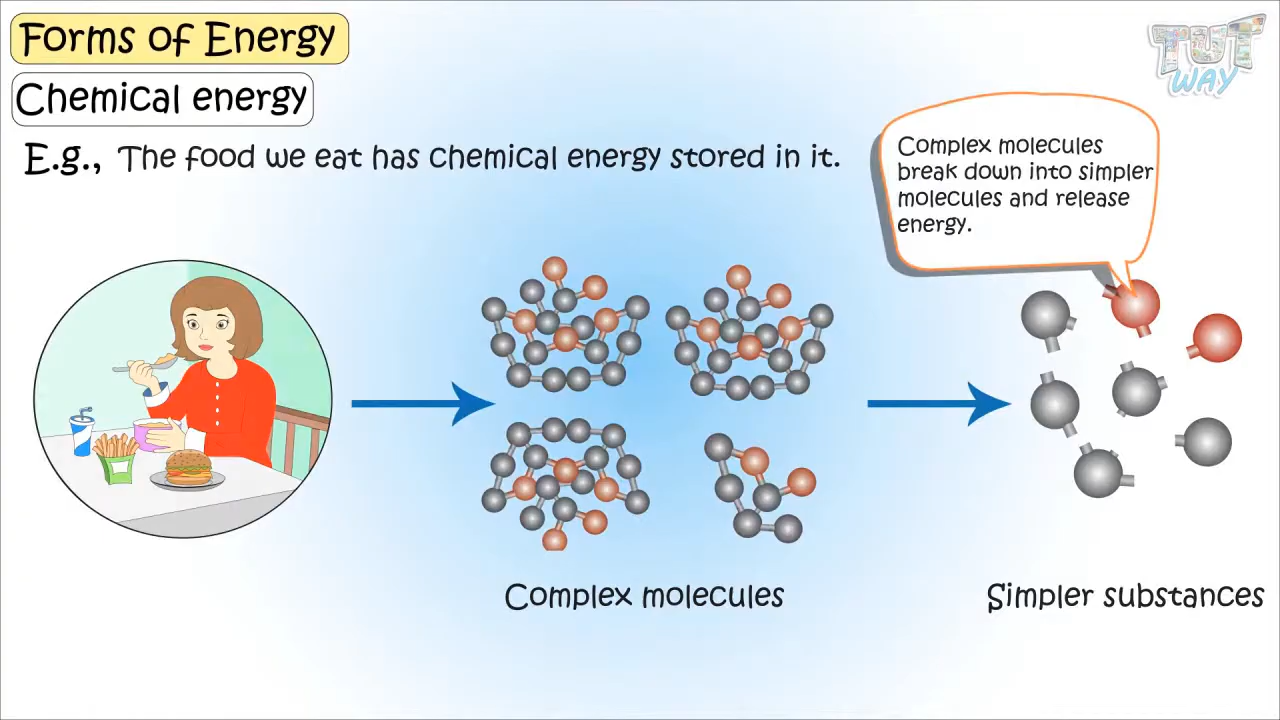 Forms of Energy
TUT
WAY
Chemical energy
E.g., The food we eat has chemical energy stored in it.
Complex molecules
break down into simpler
molecules and release
energy.
Complex molecules
Simpler substances